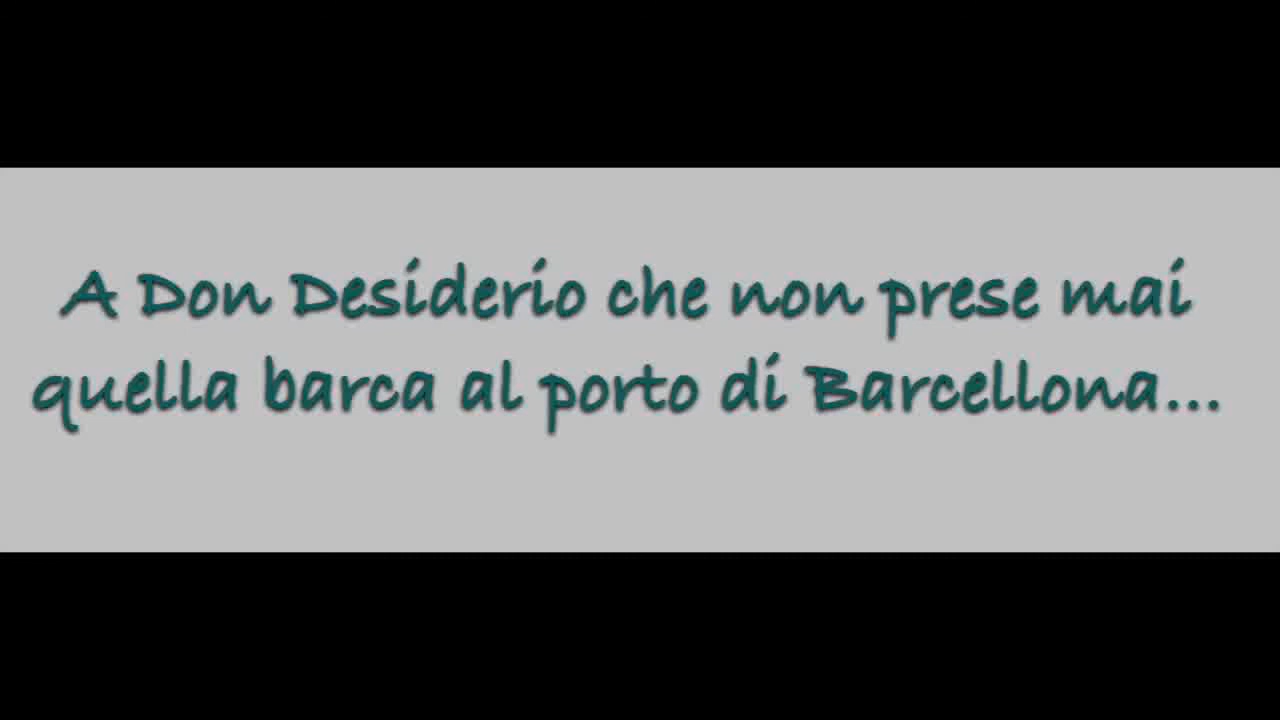 A Don Desiderio che non prese mai
quella barca al porto di Barcellona...